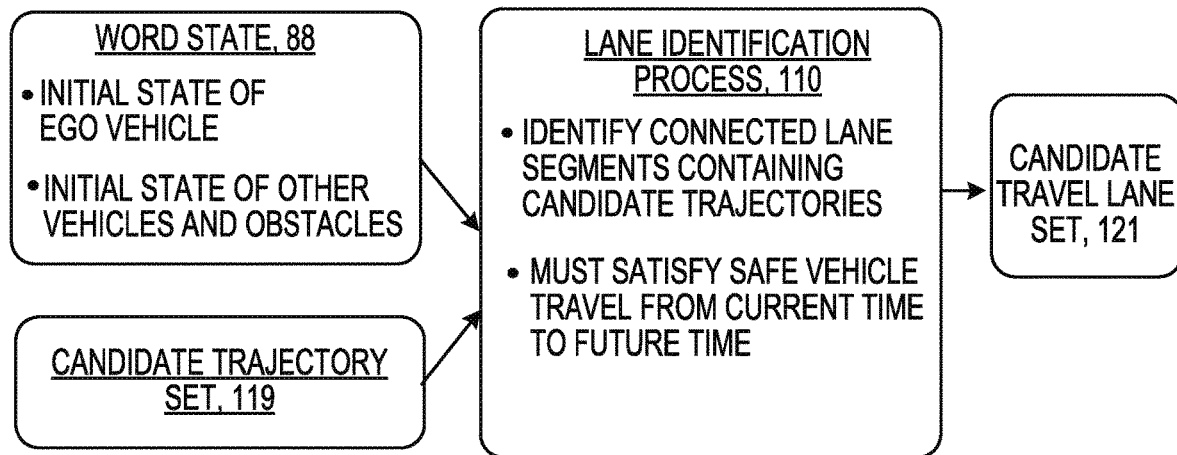 WORD STATE, 88
• INITIAL STATE OF
EGO VEHICLE
• INITIAL STATE OF OTHER
VEHICLES AND OBSTACLES
CANDIDATE TRAJECTORY
SET, 119
LANE IDENTIFICATION
PROCESS, 110
• IDENTIFY CONNECTED LANE
SEGMENTS CONTAINING
CANDIDATE TRAJECTORIES
• MUST SATISFY SAFE VEHICLE
TRAVEL FROM CURRENT TIME
TO FUTURE TIME
CANDIDATE
TRAVEL LANE
SET, 121